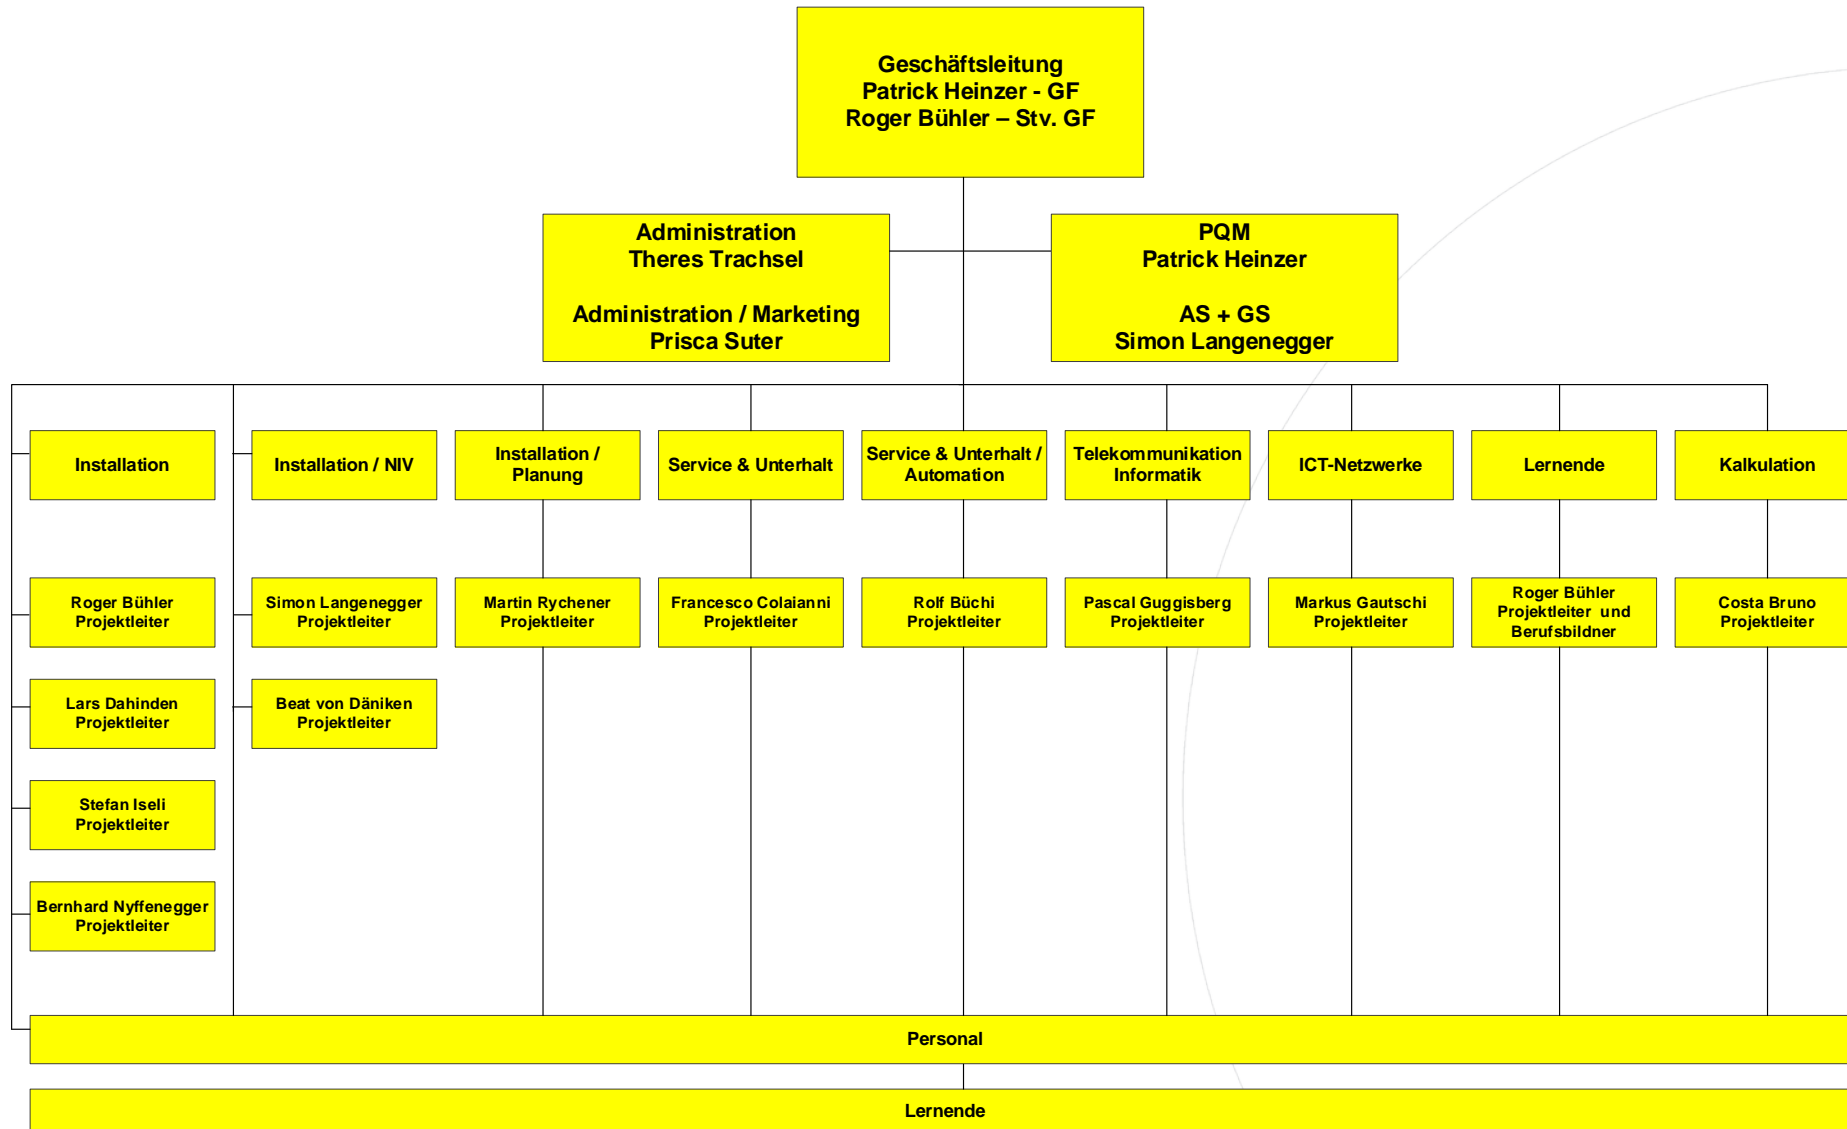 Geschäftsleitung
Patrick Heinzer - GF
Roger Bühler – Stv. GF
Administration
Theres Trachsel
Administration / Marketing
Prisca Suter
PQM
Patrick Heinzer
AS + GS
Simon Langenegger
Installation
Installation / NIV
Installation /
Planung
Service & Unterhalt
Service & Unterhalt /
Automation
Telekommunikation
Informatik
ICT-Netzwerke
Lernende
Kalkulation
Roger Bühler
Projektleiter
Simon Langenegger
Projektleiter
Martin Rychener
Projektleiter
Francesco Colaianni
Projektleiter
Rolf Büchi
Projektleiter
Pascal Guggisberg
Projektleiter
Markus Gautschi
Projektleiter
Roger Bühler
Projektleiter und
Berufsbildner
Costa Bruno
Projektleiter
Lars Dahinden
Projektleiter
Beat von Däniken
Projektleiter
Stefan Iseli
Projektleiter
Bernhard Nyffenegger
Projektleiter
Personal
Lernende